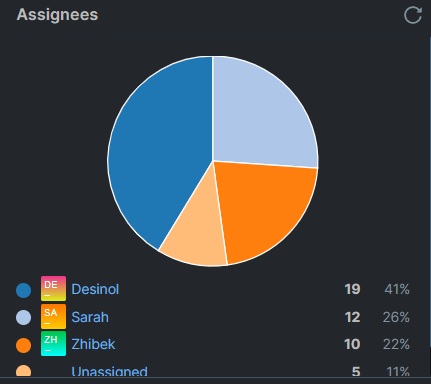 Assignees
DE Desinol 19 41%
SA Sarah 12 26%
ZH Zhibek 10 22%
Unassigned 5 11%